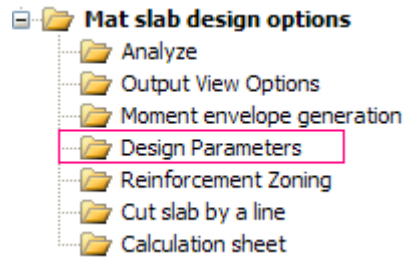 Mat slab design options
Analyze
Output View Options
Moment envelope generation
Design Parameters
Reinforcement Zoning
Cut slab by a line
Calculation sheet